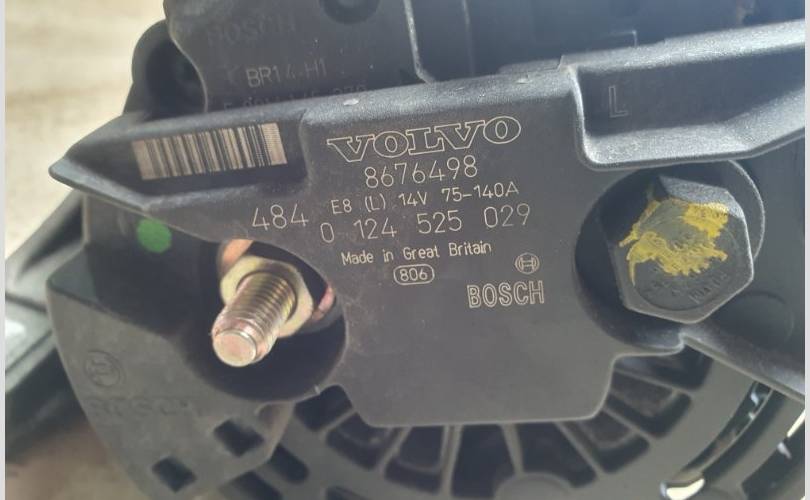 BOSCH
BR14-H1
L
VOLVO
8676498
E8 (L) 14V 75-140A
484
0 124 525 029
Made in Great Britain
806
BOSCH
BOSCH